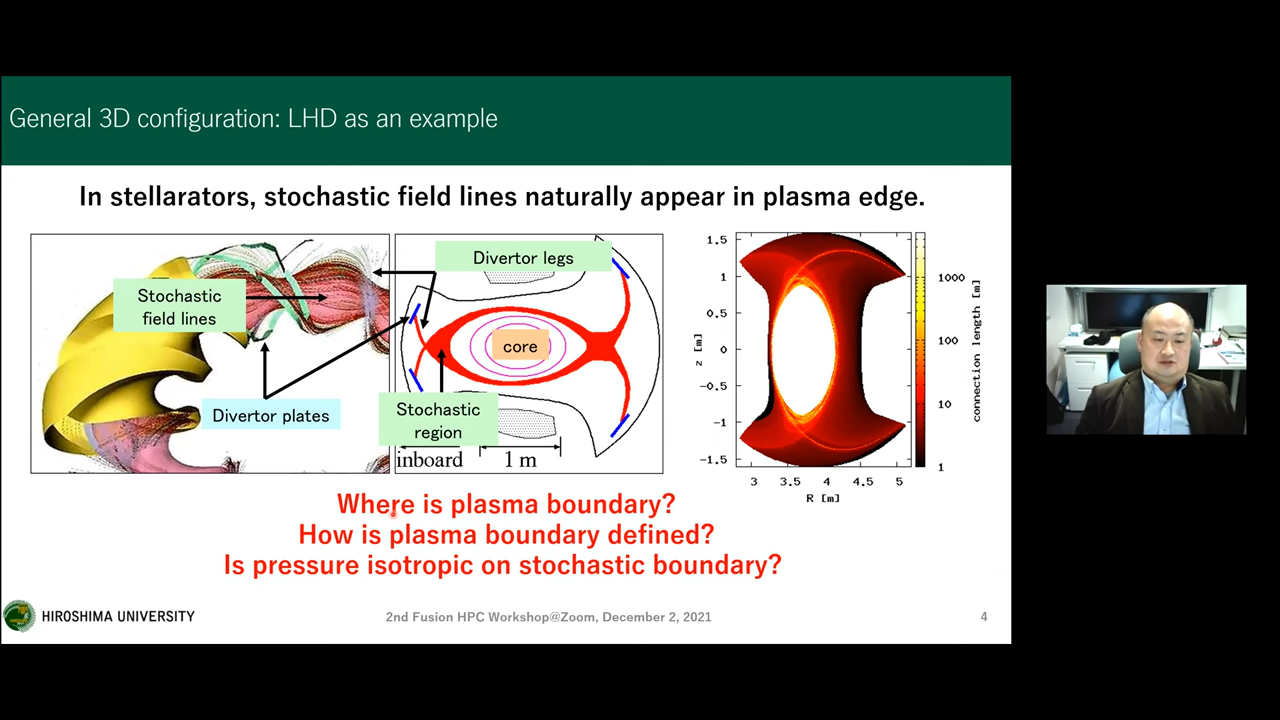 General 3D configuration: LHD as an example
In stellarators, stochastic field lines naturally appear in plasma edge.
Stochastic
field lines
Divertor plates
Divertor legs
core
Stochastic
region
inboard
1 m
1.5
1
0.5
0
-0.5
-1
-1.5
z [m]
3
3.5
4
4.5
5
R [m]
1000
100
10
1
connection length [m]
Where is plasma boundary?
How is plasma boundary defined?
Is pressure isotropic on stochastic boundary?
HIROSHIMA UNIVERSITY
2nd Fusion HPC Workshop@Zoom, December 2, 2021
4